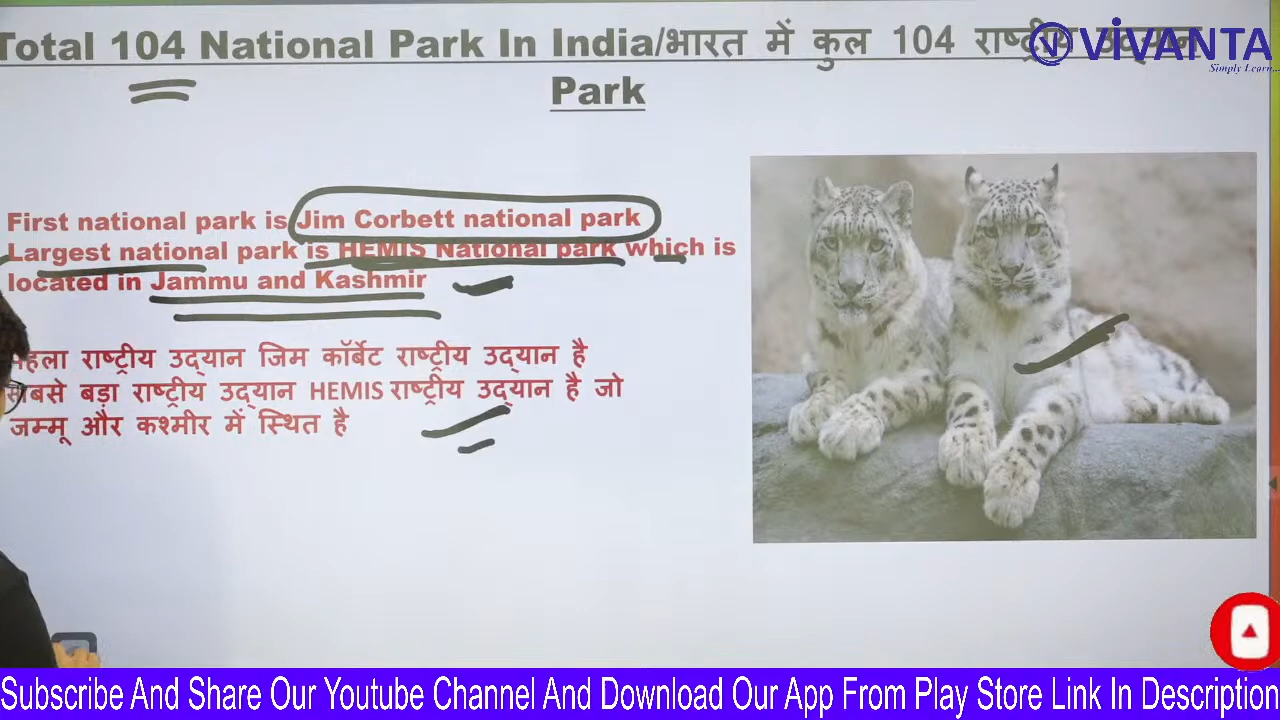 Total 104 National Park In India/भारत में कुल 104 राष्ट्रीय उद्यान
Park
VIVANTA
Simply Learn...
First national park is Jim Corbett national park
Largest national park is HEMIS National park which is
located in Jammu and Kashmir
पहला राष्ट्रीय उद्यान जिम कॉर्बेट राष्ट्रीय उद्यान है
सबसे बड़ा राष्ट्रीय उद्यान HEMIS राष्ट्रीय उद्यान है जो
जम्मू और कश्मीर में स्थित है
Subscribe And Share Our Youtube Channel And Download Our App From Play Store Link In Description